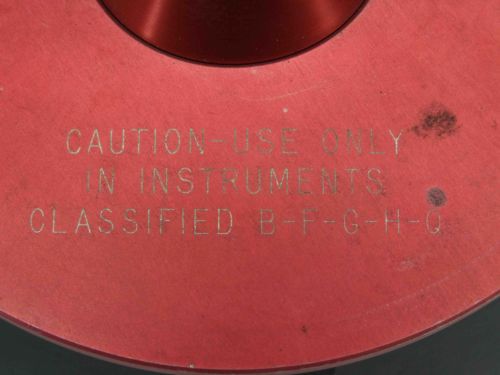 CAUTION-USE ONLY
IN INSTRUMENTS
CLASSIFIED B-F-G-H-Q